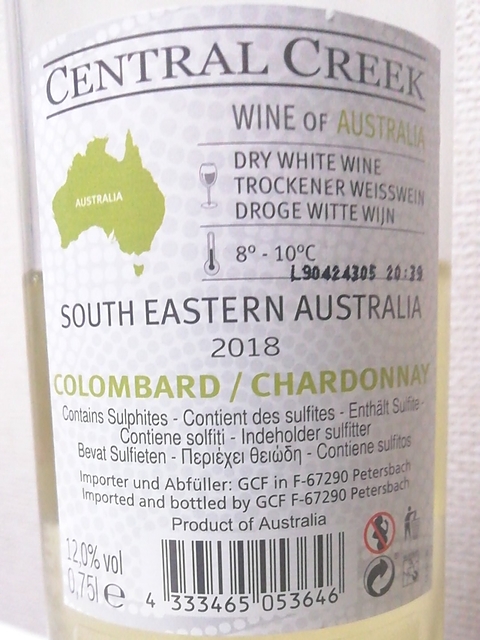 CENTRAL CREEK
WINE OF AUSTRALIA
AUSTRALIA
DRY WHITE WINE
TROCKENER WEISSWEIN
DROGE WITTE WIJN
8° - 10°C
L90424305 20:39
SOUTH EASTERN AUSTRALIA
2018
COLOMBARD / CHARDONNAY
Contains Sulphites - Contient des sulfites - Enthält Sulfite -
Contiene solfiti - Indeholder sulfitter
Bevat Sulfieten - Περιέχει θειώδη - Contiene sulfitos
Importer und Abfüller: GCF in F-67290 Petersbach
Imported and bottled by GCF F-67290 Petersbach
Product of Australia
12,0% vol
0,75l e
4 333465 053646